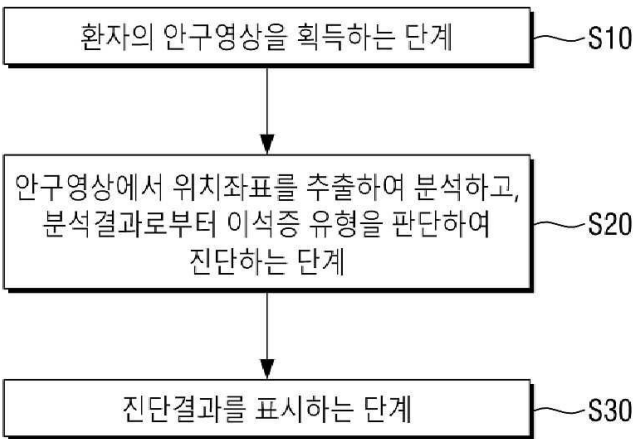 환자의 안구영상을 획득하는 단계
S10
안구영상에서 위치좌표를 추출하여 분석하고,
분석결과로부터 이석증 유형을 판단하여
진단하는 단계
S20
진단결과를 표시하는 단계
S30